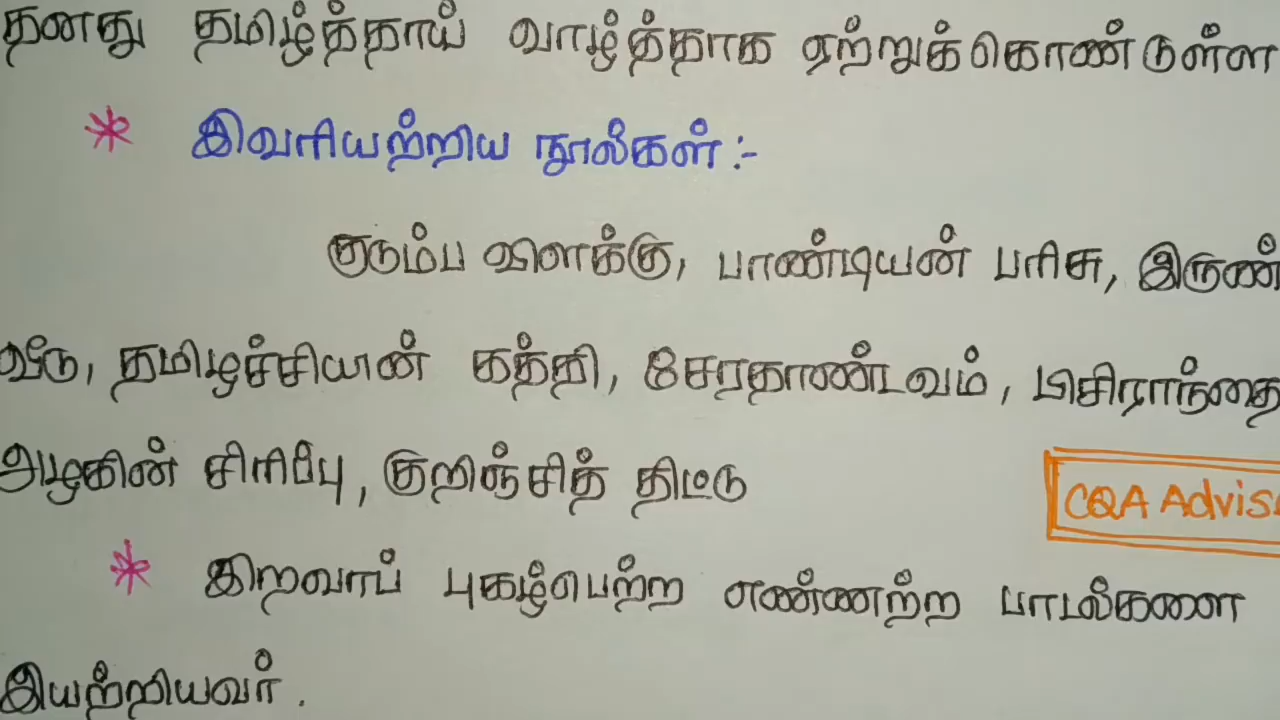 தனது தமிழ்த்தாய் வாழ்த்தாக ஏற்றுக்கொண்டுள்ள
* இவரியற்றிய நூல்கள் :-
குடும்ப விளக்கு, பாண்டியன் பரிசு, இருண்
வீடு, தமிழச்சியின் கத்தி, சேரதாண்டவம், பிசிராந்தை
அழகின் சிரிப்பு, குறிஞ்சித் திட்டு
CQA Advis
* இறவாப் புகழ்பெற்ற எண்ணற்ற பாடல்களை
இயற்றியவர் .